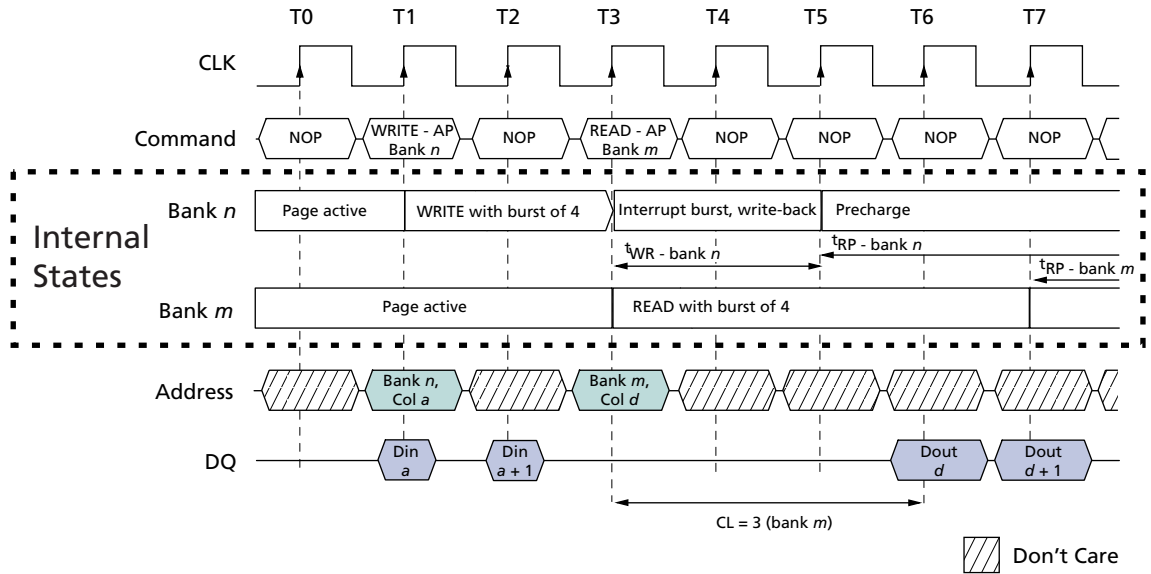 T0 T1 T2 T3 T4 T5 T6 T7
CLK
Command NOP WRITE - AP Bank n NOP READ - AP Bank m NOP NOP NOP NOP
Internal States
Bank n Page active WRITE with burst of 4 Interrupt burst, write-back Precharge
tWR - bank n tRP - bank n
tRP - bank m
Bank m Page active READ with burst of 4
Address Bank n, Col a Bank m, Col d
DQ Din a Din a + 1 Dout d Dout d + 1
CL = 3 (bank m)
Don't Care